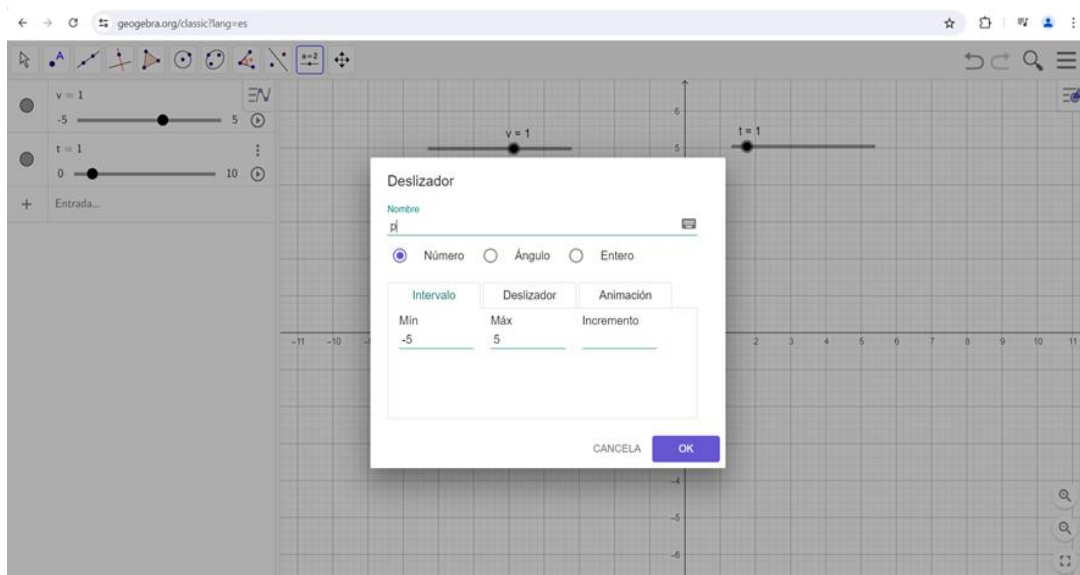 geogebra.org/classic?lang=es
A
a=2
v = 1
-5 5
t = 1
0 10
+ Entrada...
v = 1
t = 1
6
5
-11 -10 2 3 4 5 6 7 8 9 10 11
-4
-5
-6
Deslizador
Nombre
p
Número Ángulo Entero
Intervalo Deslizador Animación
Mín Máx Incremento
-5 5
CANCELA OK